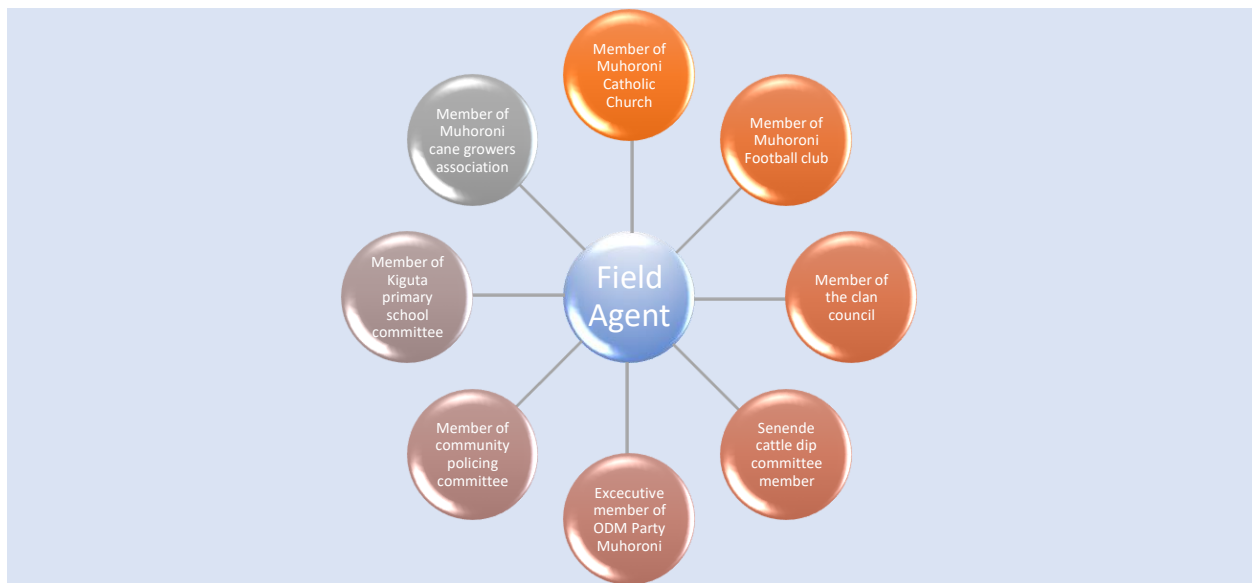 Member of
Muhoroni
Catholic
Church
Member of
Muhoroni
Football club
Member of
the clan
council
Senende
cattle dip
committee
member
Excecutive
member of
ODM Party
Muhoroni
Member of
community
policing
committee
Member of
Kiguta
primary
school
committee
Member of
Muhoroni
cane growers
association
Field
Agent